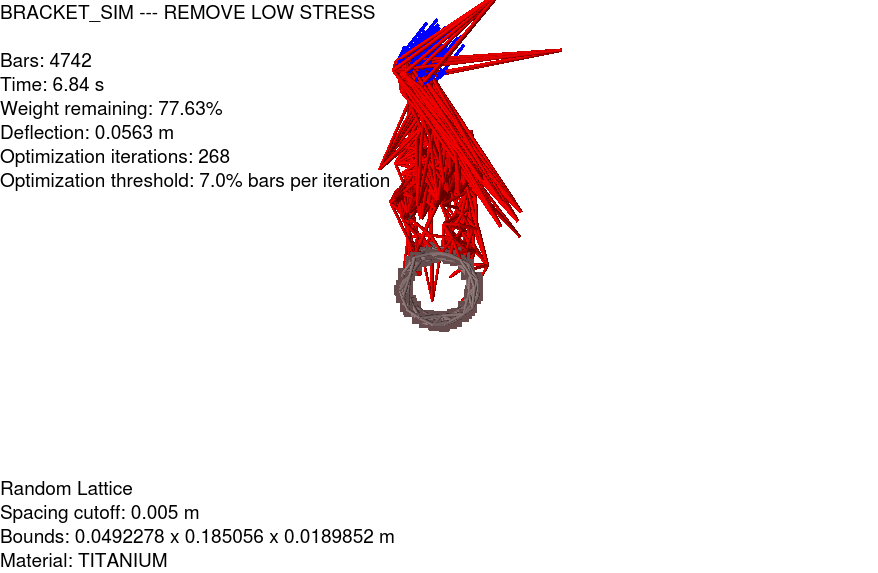 BRACKET_SIM --- REMOVE LOW STRESS
Bars: 4742
Time: 6.84 s
Weight remaining: 77.63%
Deflection: 0.0563 m
Optimization iterations: 268
Optimization threshold: 7.0% bars per iteration
Random Lattice
Spacing cutoff: 0.005 m
Bounds: 0.0492278 x 0.185056 x 0.0189852 m
Material: TITANIUM